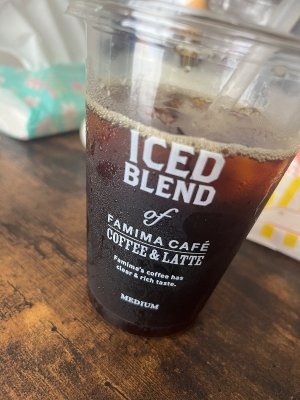 ICED
BLEND
of
FAMIMA CAFÉ
COFFEE & LATTE
Famima's coffee has
clear & rich taste.
MEDIUM